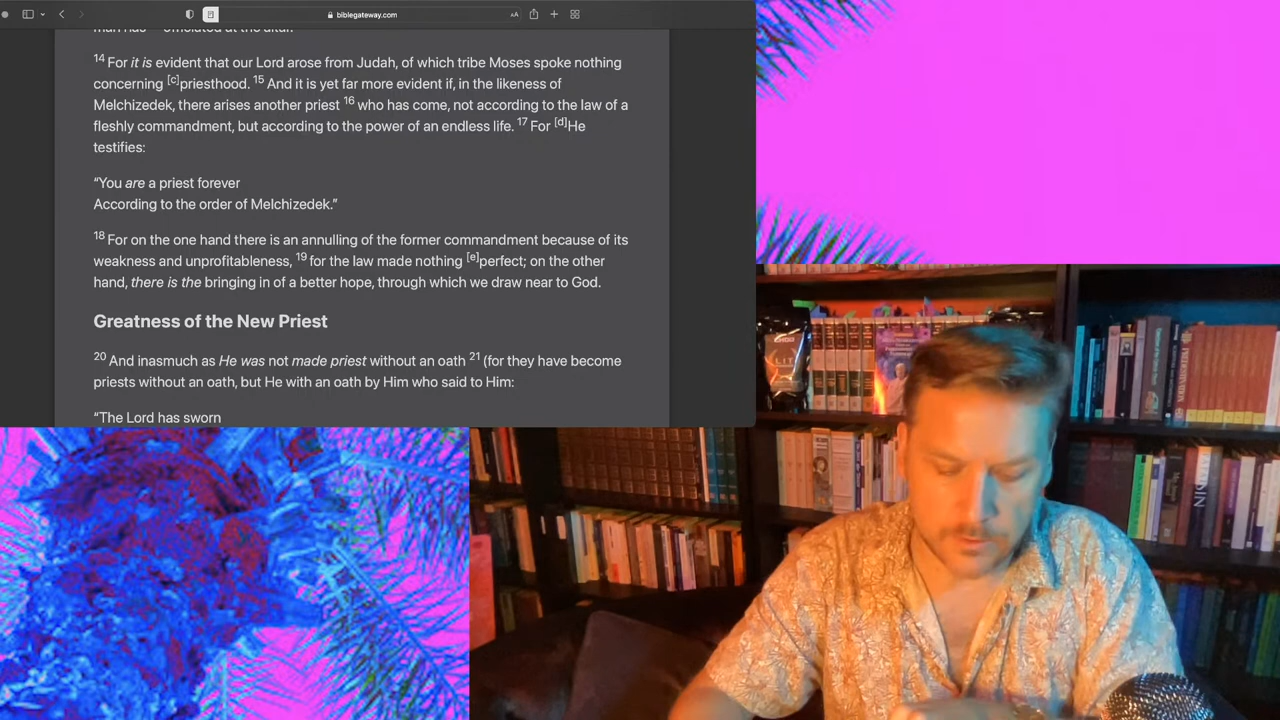 biblegateway.com
AA
14 For it is evident that our Lord arose from Judah, of which tribe Moses spoke nothing
concerning [c]priesthood. 15 And it is yet far more evident if, in the likeness of
Melchizedek, there arises another priest 16 who has come, not according to the law of a
fleshly commandment, but according to the power of an endless life. 17 For [d]He
testifies:
“You are a priest forever
According to the order of Melchizedek.”
18 For on the one hand there is an annulling of the former commandment because of its
weakness and unprofitableness, 19 for the law made nothing [e]perfect; on the other
hand, there is the bringing in of a better hope, through which we draw near to God.
Greatness of the New Priest
20 And inasmuch as He was not made priest without an oath 21 (for they have become
priests without an oath, but He with an oath by Him who said to Him:
“The Lord has sworn